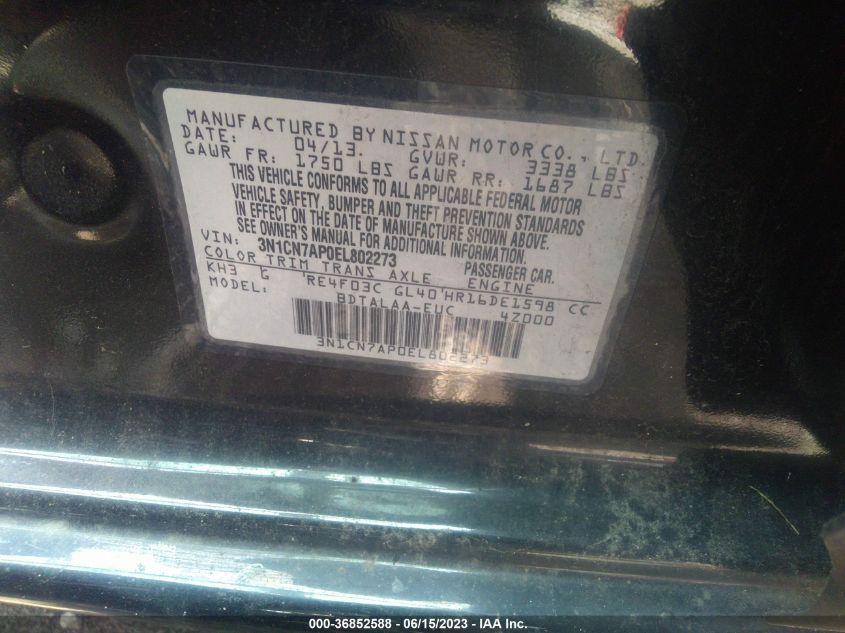 MANUFACTURED BY NISSAN MOTOR CO., LTD.
DATE: 04/13. GVWR: 3338 LBS
GAWR FR: 1750 LBS GAWR RR: 1687 LBS
THIS VEHICLE CONFORMS TO ALL APPLICABLE FEDERAL MOTOR
VEHICLE SAFETY, BUMPER AND THEFT PREVENTION STANDARDS
IN EFFECT ON THE DATE OF MANUFACTURE SHOWN ABOVE.
SEE OWNER'S MANUAL FOR ADDITIONAL INFORMATION.
VIN: 3N1CN7AP0EL802273 PASSENGER CAR.
COLOR TRIM TRANS AXLE ENGINE
KH3 G RE4F03C GL40 HR16DE1598 CC
MODEL: BDTALAA-EUC 4Z000
3N1CN7AP0EL802273
000-36852588 - 06/15/2023 - IAA Inc.